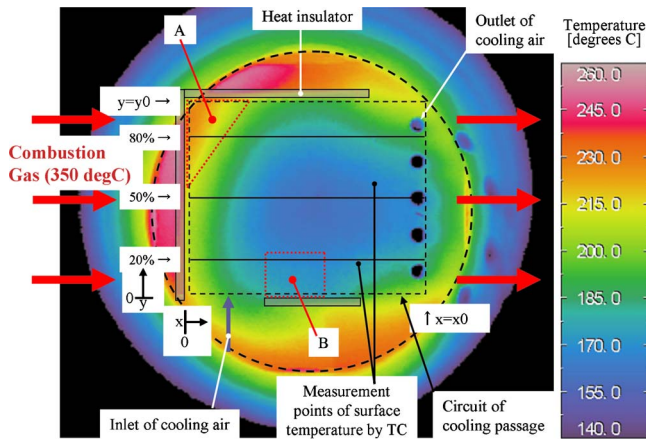 A
Heat insulator
Outlet of
cooling air
Temperature
[degrees C]
y=y0 →
80% →
Combustion
Gas (350 degC)
50% →
20% →
0
y
x
0
B
↑ x=x0
Inlet of cooling air
Measurement
points of surface
temperature by TC
Circuit of
cooling passage
260.0
245.0
230.0
215.0
200.0
185.0
170.0
155.0
140.0